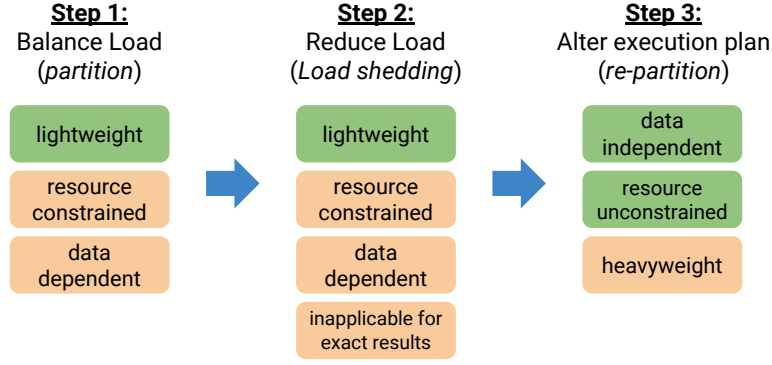 Step 1:
Balance Load
(partition)
lightweight
resource
constrained
data
dependent
Step 2:
Reduce Load
(Load shedding)
lightweight
resource
constrained
data
dependent
inapplicable for
exact results
Step 3:
Alter execution plan
(re-partition)
data
independent
resource
unconstrained
heavyweight